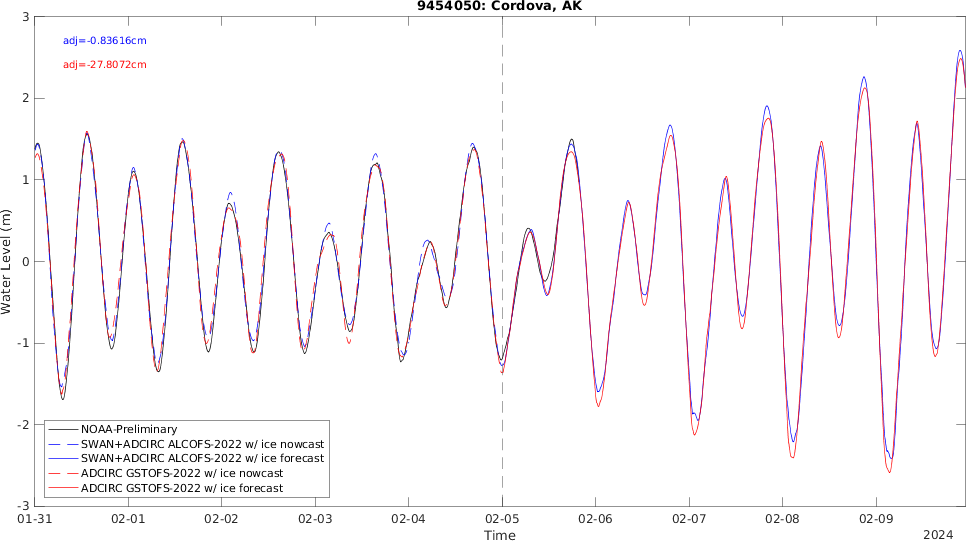 9454050: Cordova, AK
adj=-0.83616cm
adj=-27.8072cm
Water Level (m)
3
2
1
0
-1
-2
-3
NOAA-Preliminary
SWAN+ADCIRC ALCOFS-2022 w/ ice nowcast
SWAN+ADCIRC ALCOFS-2022 w/ ice forecast
ADCIRC GSTOFS-2022 w/ ice nowcast
ADCIRC GSTOFS-2022 w/ ice forecast
01-31 02-01 02-02 02-03 02-04 02-05 02-06 02-07 02-08 02-09
Time
2024